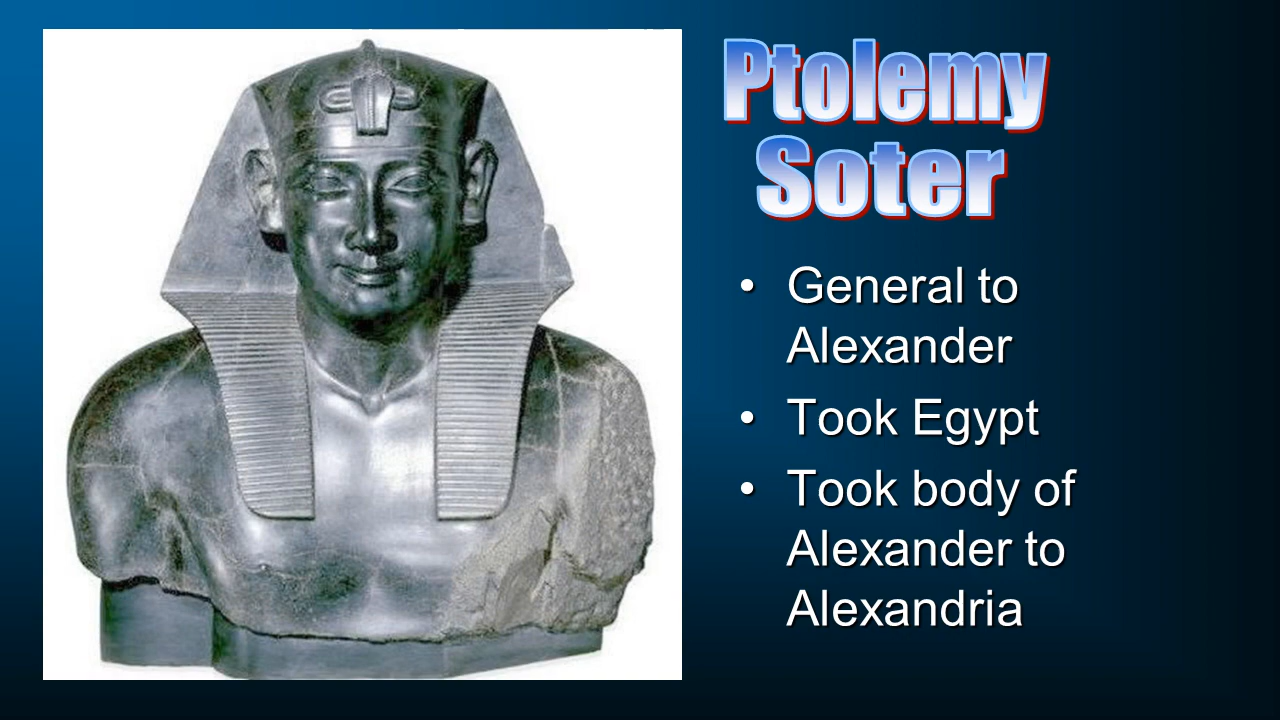 Ptolemy
Soter
• General to
Alexander
• Took Egypt
• Took body of
Alexander to
Alexandria